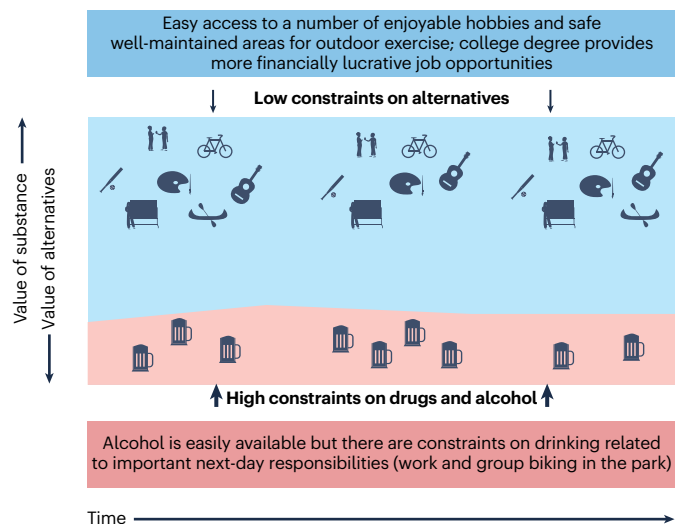 Easy access to a number of enjoyable hobbies and safe
well-maintained areas for outdoor exercise; college degree provides
more financially lucrative job opportunities
Low constraints on alternatives
Value of substance
Value of alternatives
High constraints on drugs and alcohol
Alcohol is easily available but there are constraints on drinking related
to important next-day responsibilities (work and group biking in the park)
Time